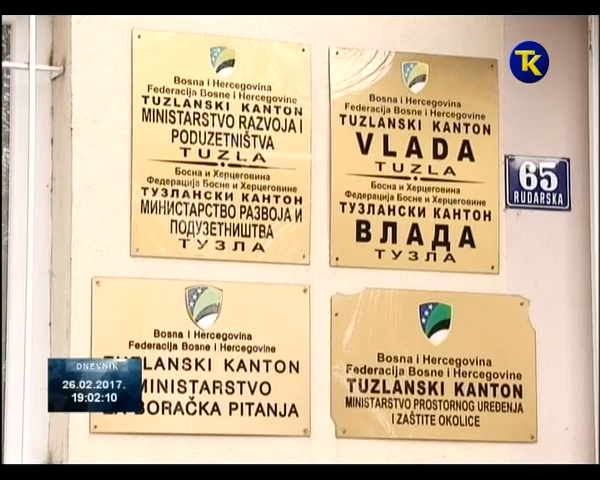 Bosna i Hercegovina
Federacija Bosne i Hercegovine
TUZLANSKI KANTON
MINISTARSTVO RAZVOJA I
PODUZETNIŠTVA
TUZLA
Босна и Херцеговина
Федерација Босне и Херцеговине
ТУЗЛАНСКИ КАНТОН
МИНИСТАРСТВО РАЗВОЈА И
ПОДУЗЕТНИШТВА
ТУЗЛА
Bosna i Hercegovina
Federacija Bosne i Hercegovine
TUZLANSKI KANTON
VLADA
TUZLA
Босна и Херцеговина
Федерација Босне и Херцеговине
ТУЗЛАНСКИ КАНТОН
ВЛАДА
ТУЗЛА
TK
65
RUDARSKA
Bosna i Hercegovina
Federacija Bosne i Hercegovine
TUZLANSKI KANTON
MINISTARSTVO
ZA BORAČKA PITANJA
Bosna i Hercegovina
Federacija Bosne i Hercegovine
TUZLANSKI KANTON
MINISTARSTVO PROSTORNOG UREĐENJA
I ZAŠTITE OKOLICE
DNEVNIK
26.02.2017.
19:02:10